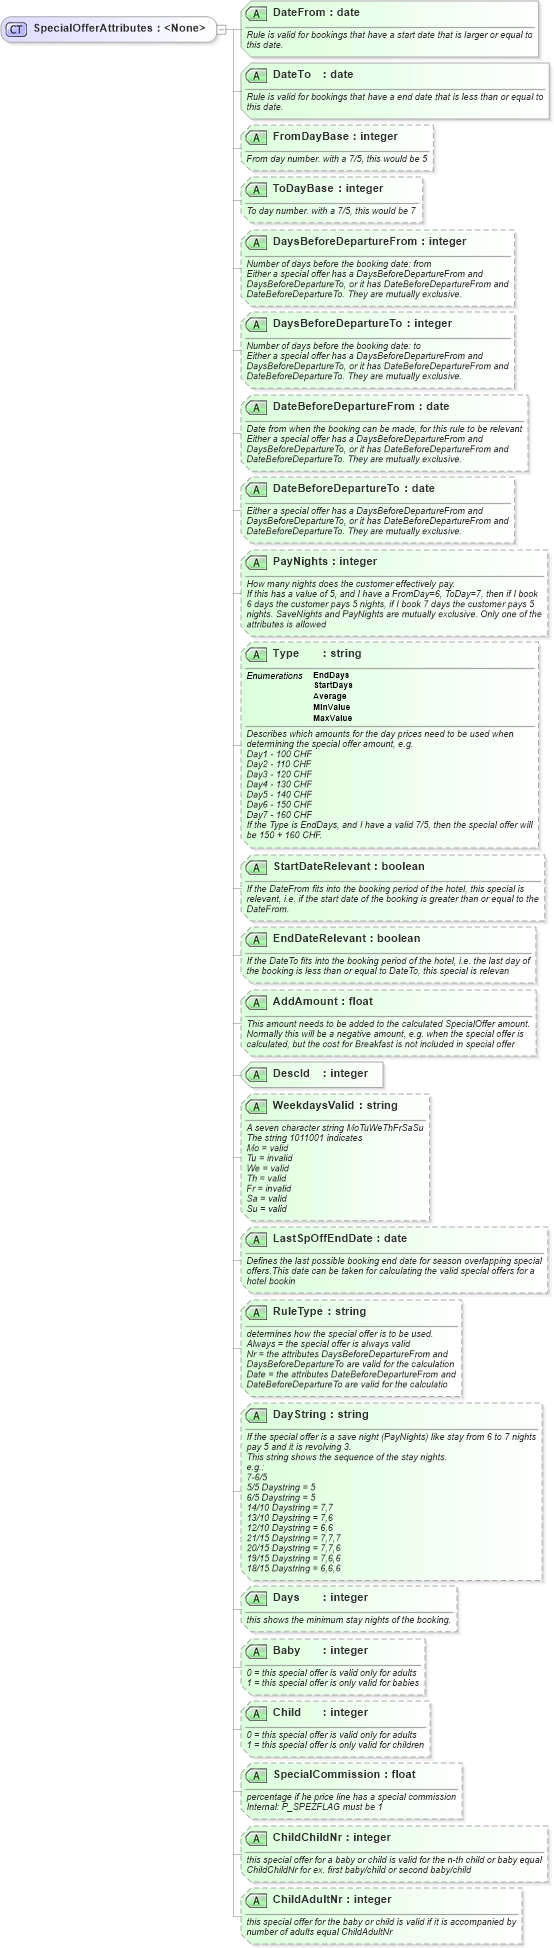 CT SpecialOfferAttributes : <None>
A DateFrom : date
Rule is valid for bookings that have a start date that is larger or equal to
this date.
A DateTo : date
Rule is valid for bookings that have a end date that is less than or equal to
this date.
A FromDayBase : integer
From day number. with a 7/5, this would be 5
A ToDayBase : integer
To day number. with a 7/5, this would be 7
A DaysBeforeDepartureFrom : integer
Number of days before the booking date: from
Either a special offer has a DaysBeforeDepartureFrom and
DaysBeforeDepartureTo, or it has DateBeforeDepartureFrom and
DateBeforeDepartureTo. They are mutually exclusive.
A DaysBeforeDepartureTo : integer
Number of days before the booking date: to
Either a special offer has a DaysBeforeDepartureFrom and
DaysBeforeDepartureTo, or it has DateBeforeDepartureFrom and
DateBeforeDepartureTo. They are mutually exclusive.
A DateBeforeDepartureFrom : date
Date from when the booking can be made, for this rule to be relevant
Either a special offer has a DaysBeforeDepartureFrom and
DaysBeforeDepartureTo, or it has DateBeforeDepartureFrom and
DateBeforeDepartureTo. They are mutually exclusive.
A DateBeforeDepartureTo : date
Either a special offer has a DaysBeforeDepartureFrom and
DaysBeforeDepartureTo, or it has DateBeforeDepartureFrom and
DateBeforeDepartureTo. They are mutually exclusive.
A PayNights : integer
How many nights does the customer effectively pay.
If this has a value of 5, and I have a FromDay=6, ToDay=7, then if I book
6 days the customer pays 5 nights, if I book 7 days the customer pays 5
nights. SaveNights and PayNights are mutually exclusive. Only one of the
attributes is allowed
A Type : string
Enumerations EndDays
StartDays
Average
MinValue
MaxValue
Describes which amounts for the day prices need to be used when
determining the special offer amount, e.g.
Day1 - 100 CHF
Day2 - 110 CHF
Day3 - 120 CHF
Day4 - 130 CHF
Day5 - 140 CHF
Day6 - 150 CHF
Day7 - 160 CHF
If the Type is EndDays, and I have a valid 7/5, then the special offer will
be 150 + 160 CHF.
A StartDateRelevant : boolean
If the DateFrom fits into the booking period of the hotel, this special is
relevant, i.e. if the start date of the booking is greater than or equal to the
DateFrom.
A EndDateRelevant : boolean
If the DateTo fits into the booking period of the hotel, i.e. the last day of
the booking is less than or equal to DateTo, this special is relevan
A AddAmount : float
This amount needs to be added to the calculated SpecialOffer amount.
Normally this will be a negative amount, e.g. when the special offer is
calculated, but the cost for Breakfast is not included in special offer
A DescId : integer
A WeekdaysValid : string
A seven character string MoTuWeThFrSaSu
The string 1011001 indicates
Mo = valid
Tu = invalid
We = valid
Th = valid
Fr = invalid
Sa = valid
Su = valid
A LastSpOffEndDate : date
Defines the last possible booking end date for season overlapping special
offers.This date can be taken for calculating the valid special offers for a
hotel bookin
A RuleType : string
determines how the special offer is to be used.
Always = the special offer is always valid
Nr = the attributes DaysBeforeDepartureFrom and
DaysBeforeDepartureTo are valid for the calculation
Date = the attributes DateBeforeDepartureFrom and
DateBeforeDepartureTo are valid for the calculatio
A DayString : string
If the special offer is a save night (PayNights) like stay from 6 to 7 nights
pay 5 and it is revolving 3.
This string shows the sequence of the stay nights.
e.g.:
7-6/5
5/5 Daystring = 5
6/5 Daystring = 5
14/10 Daystring = 7,7
13/10 Daystring = 7,6
12/10 Daystring = 6,6
21/15 Daystring = 7,7,7
20/15 Daystring = 7,7,6
19/15 Daystring = 7,6,6
18/15 Daystring = 6,6,6
A Days : integer
this shows the minimum stay nights of the booking.
A Baby : integer
0 = this special offer is valid only for adults
1 = this special offer is only valid for babies
A Child : integer
0 = this special offer is valid only for adults
1 = this special offer is only valid for children
A SpecialCommission : float
percentage if he price line has a special commission
Internal: P_SPEZFLAG must be 1
A ChildChildNr : integer
this special offer for a baby or child is valid for the n-th child or baby equal
ChildChildNr for ex. first baby/child or second baby/child
A ChildAdultNr : integer
this special offer for the baby or child is valid if it is accompanied by
number of adults equal ChildAdultNr